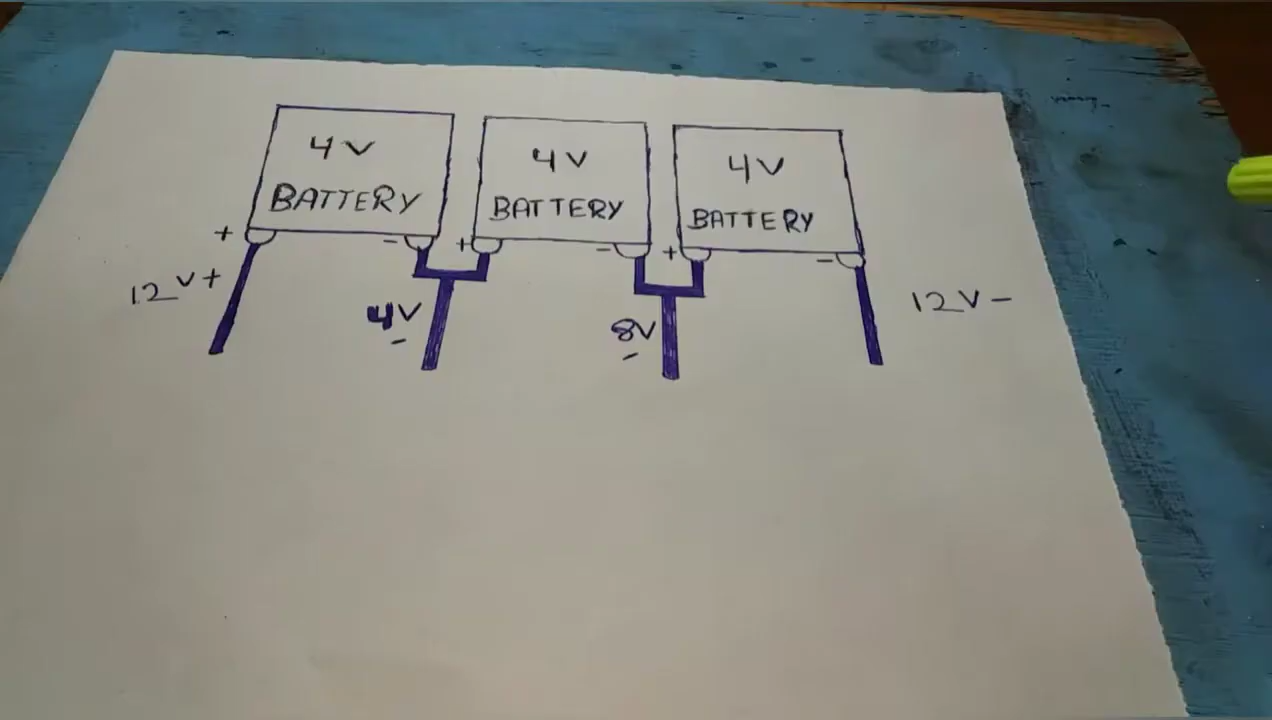 4V
BATTERY
4V
BATTERY
4V
BATTERY
+
-
+
-
+
-
12V+
4V
-
8V
-
12V-